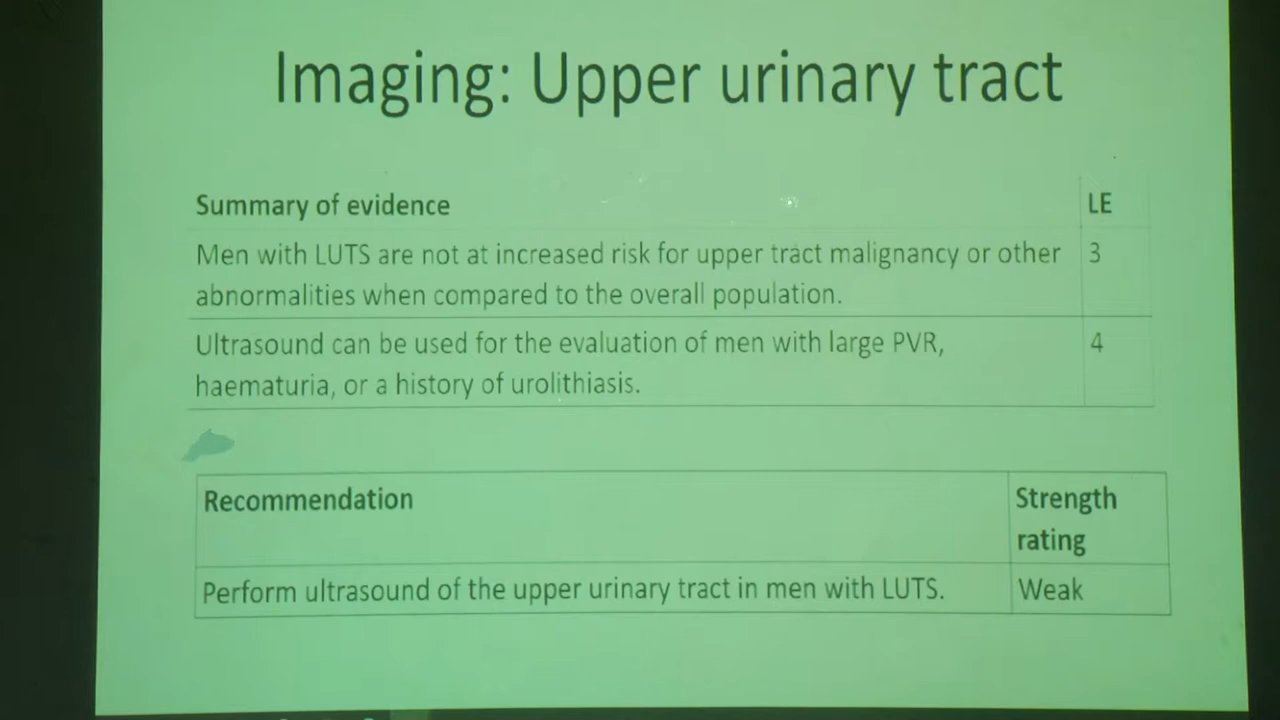 Imaging: Upper urinary tract
Summary of evidence LE
Men with LUTS are not at increased risk for upper tract malignancy or other 3
abnormalities when compared to the overall population.
Ultrasound can be used for the evaluation of men with large PVR, 4
haematuria, or a history of urolithiasis.
Recommendation Strength
rating
Perform ultrasound of the upper urinary tract in men with LUTS. Weak